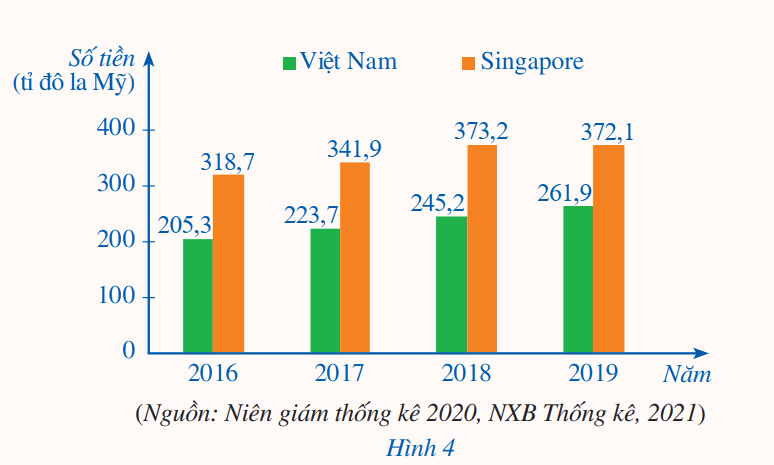 Số tiền
(tỉ đô la Mỹ)
Việt Nam Singapore
400
300
200
100
0
205,3 318,7 223,7 341,9 245,2 373,2 261,9 372,1
2016 2017 2018 2019 Năm
(Nguồn: Niên giám thống kê 2020, NXB Thống kê, 2021)
Hình 4